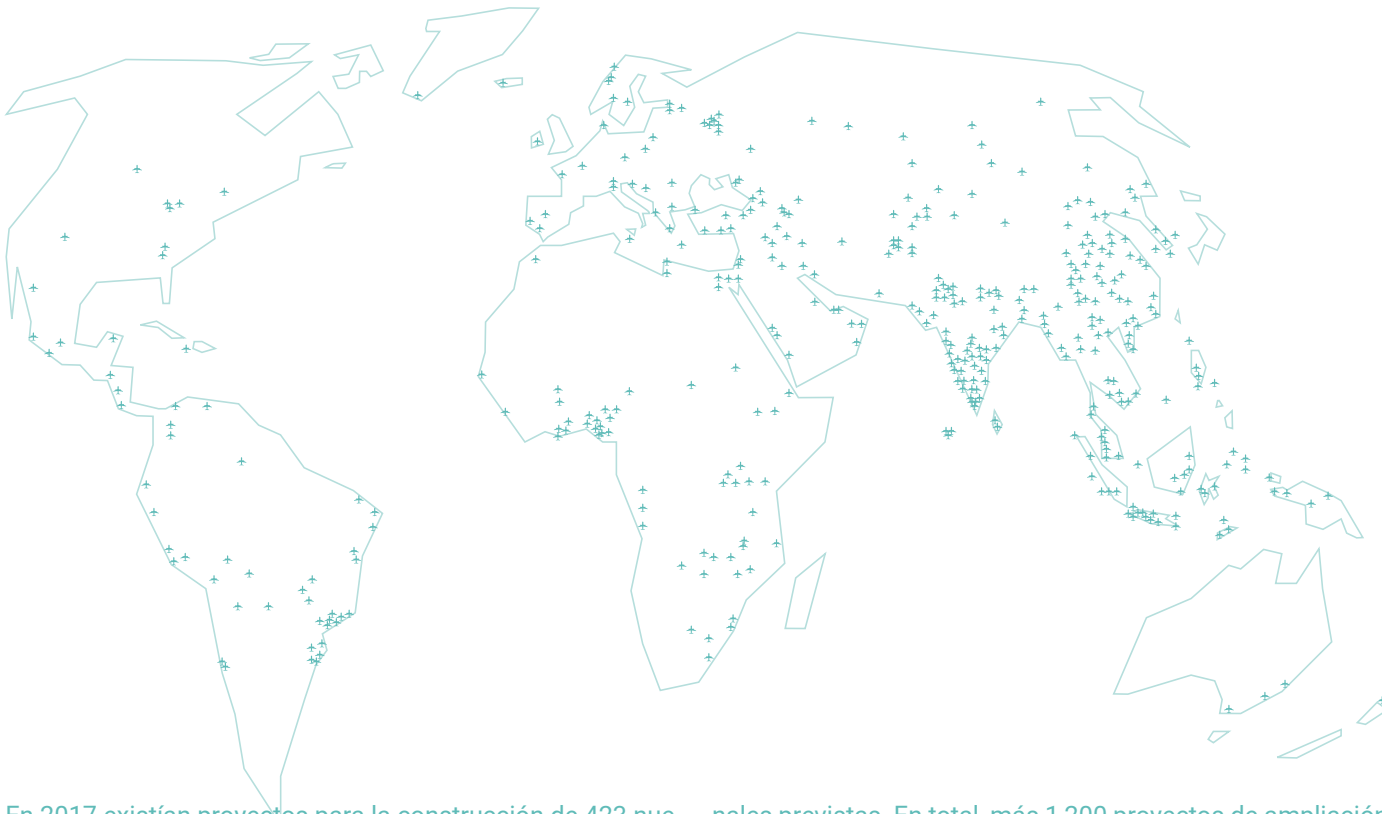 En 2017 existían proyectos para la construcción de 423 nue-
nales previstos. En total, más 1.200 proyectos de ampliación